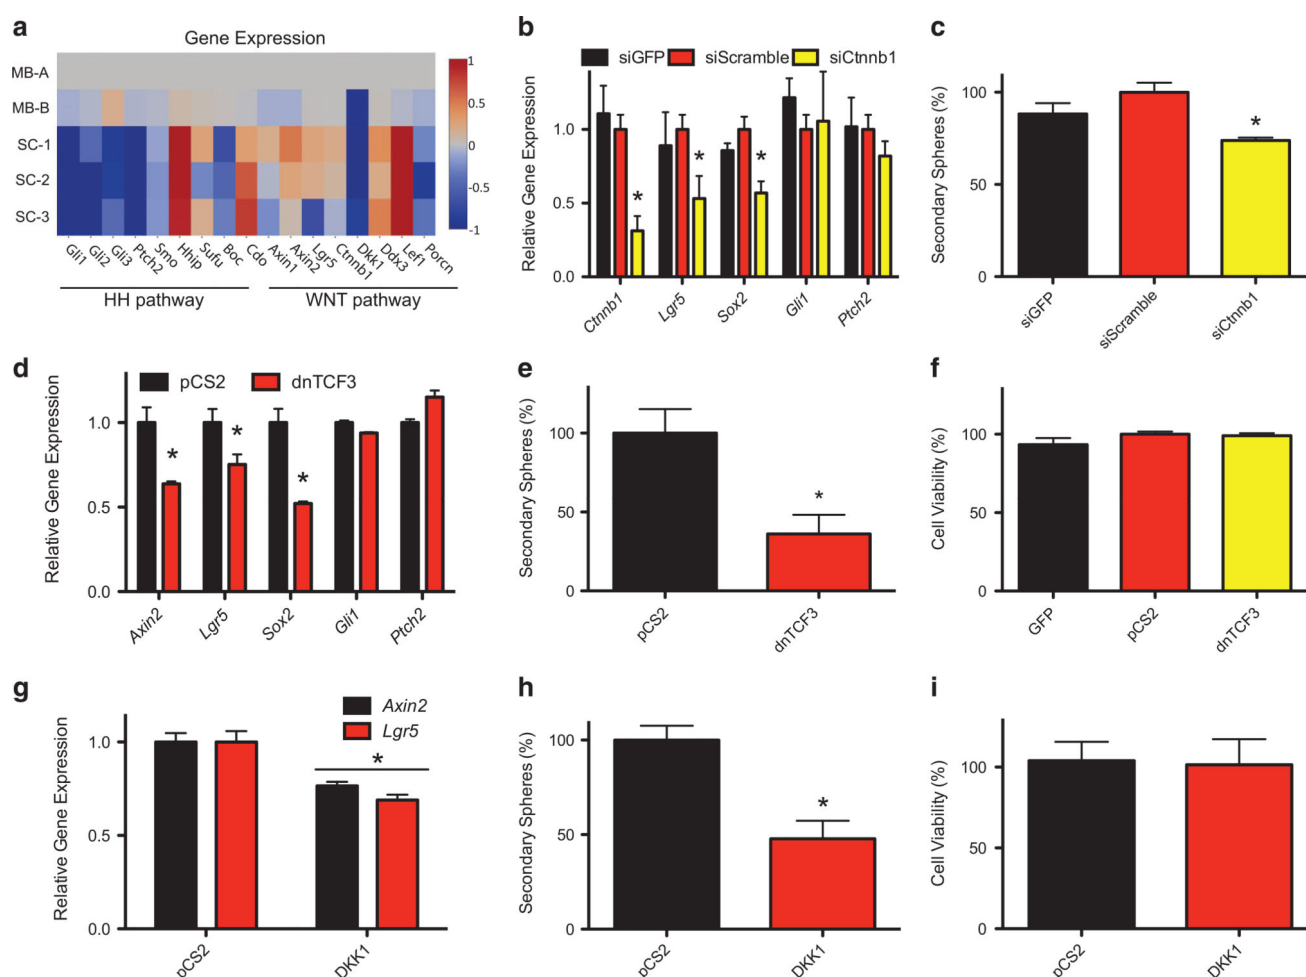 a
Gene Expression
MB-A
MB-B
SC-1
SC-2
SC-3
1
0.5
0
-0.5
-1
Gli1
Gli2
Gli3
Ptch2
Smo
Hhip
Sufu
Boc
Cdo
Axin1
Axin2
Lgr5
Ctnnb1
Dkk1
Ddx3
Lef1
Porcn
HH pathway
WNT pathway
b
siGFP siScramble siCtnnb1
Relative Gene Expression
1.0
0.5
0.0
* * *
Ctnnb1
Lgr5
Sox2
Gli1
Ptch2
c
Secondary Spheres (%)
100
50
0
*
siGFP
siScramble
siCtnnb1
d
pCS2 dnTCF3
Relative Gene Expression
1.0
0.5
0.0
* * *
Axin2
Lgr5
Sox2
Gli1
Ptch2
e
Secondary Spheres (%)
100
50
0
*
pCS2
dnTCF3
f
Cell Viability (%)
100
50
0
GFP
pCS2
dnTCF3
g
Axin2
Lgr5
Relative Gene Expression
1.0
0.5
0.0
*
pCS2
DKK1
h
Secondary Spheres (%)
100
50
0
*
pCS2
DKK1
i
Cell Viability (%)
100
50
0
pCS2
DKK1